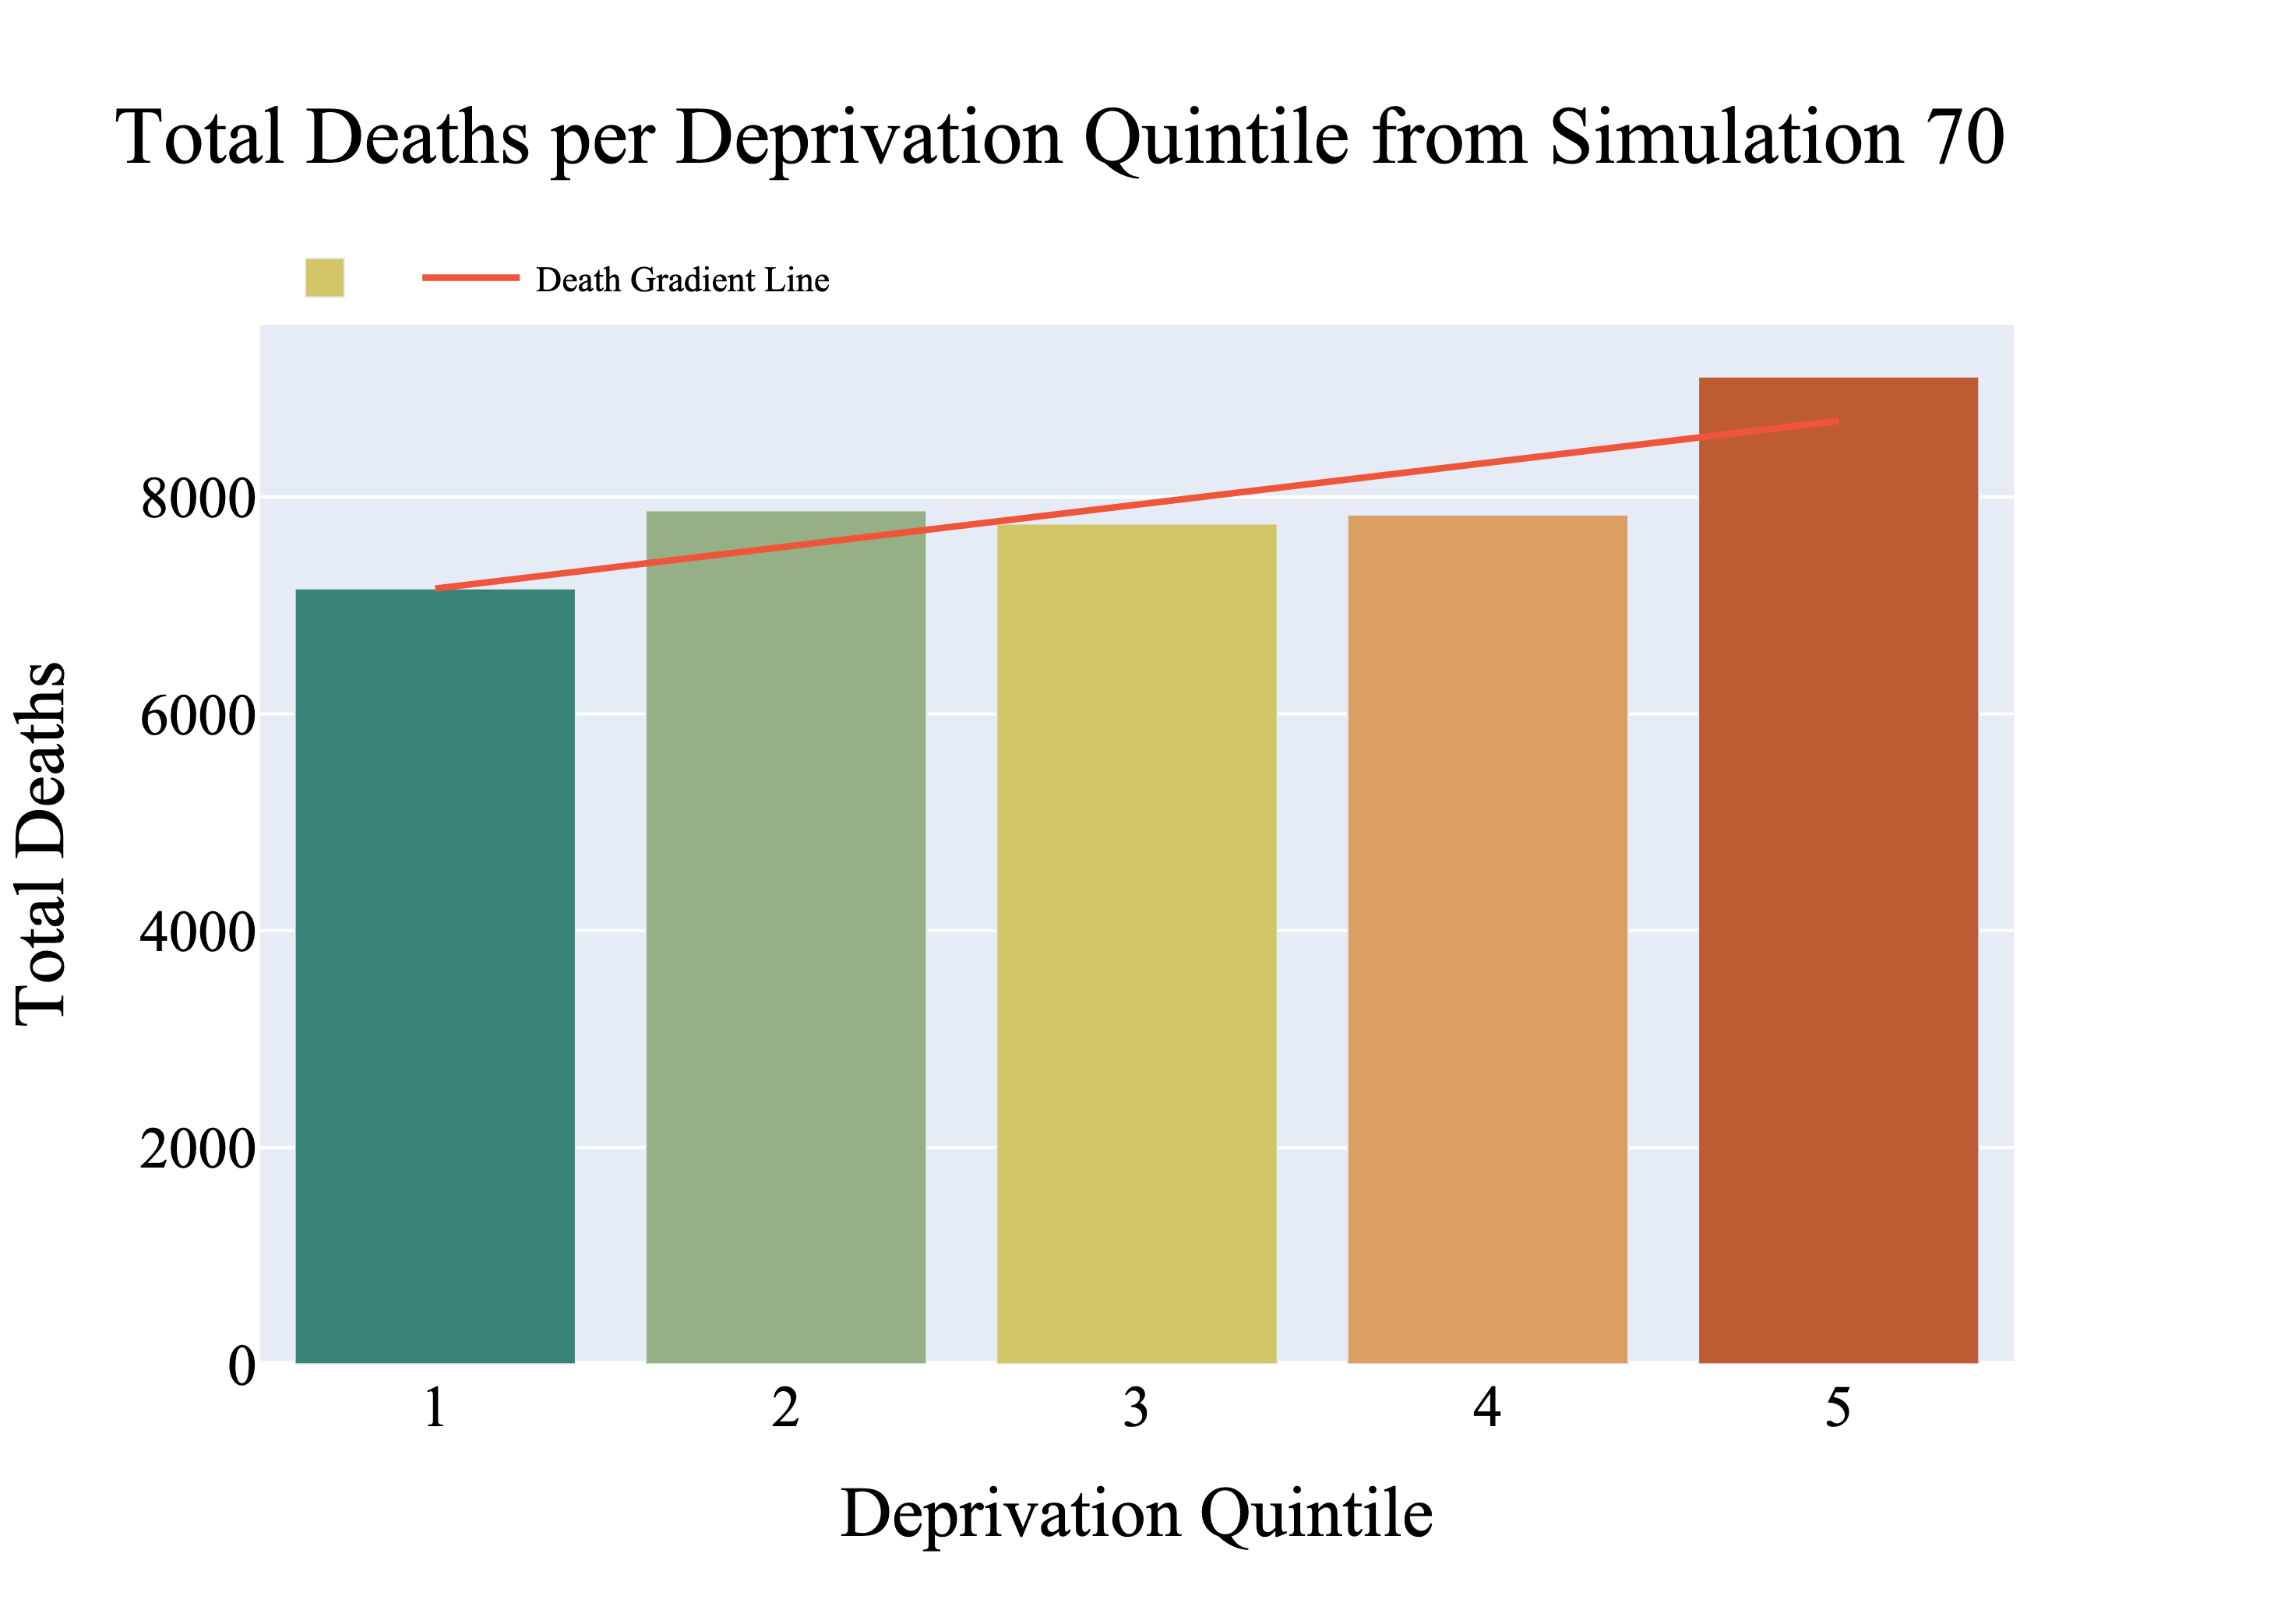 Total Deaths per Deprivation Quintile from Simulation 70
Death Gradient Line
Total Deaths
8000
6000
4000
2000
0
1 2 3 4 5
Deprivation Quintile